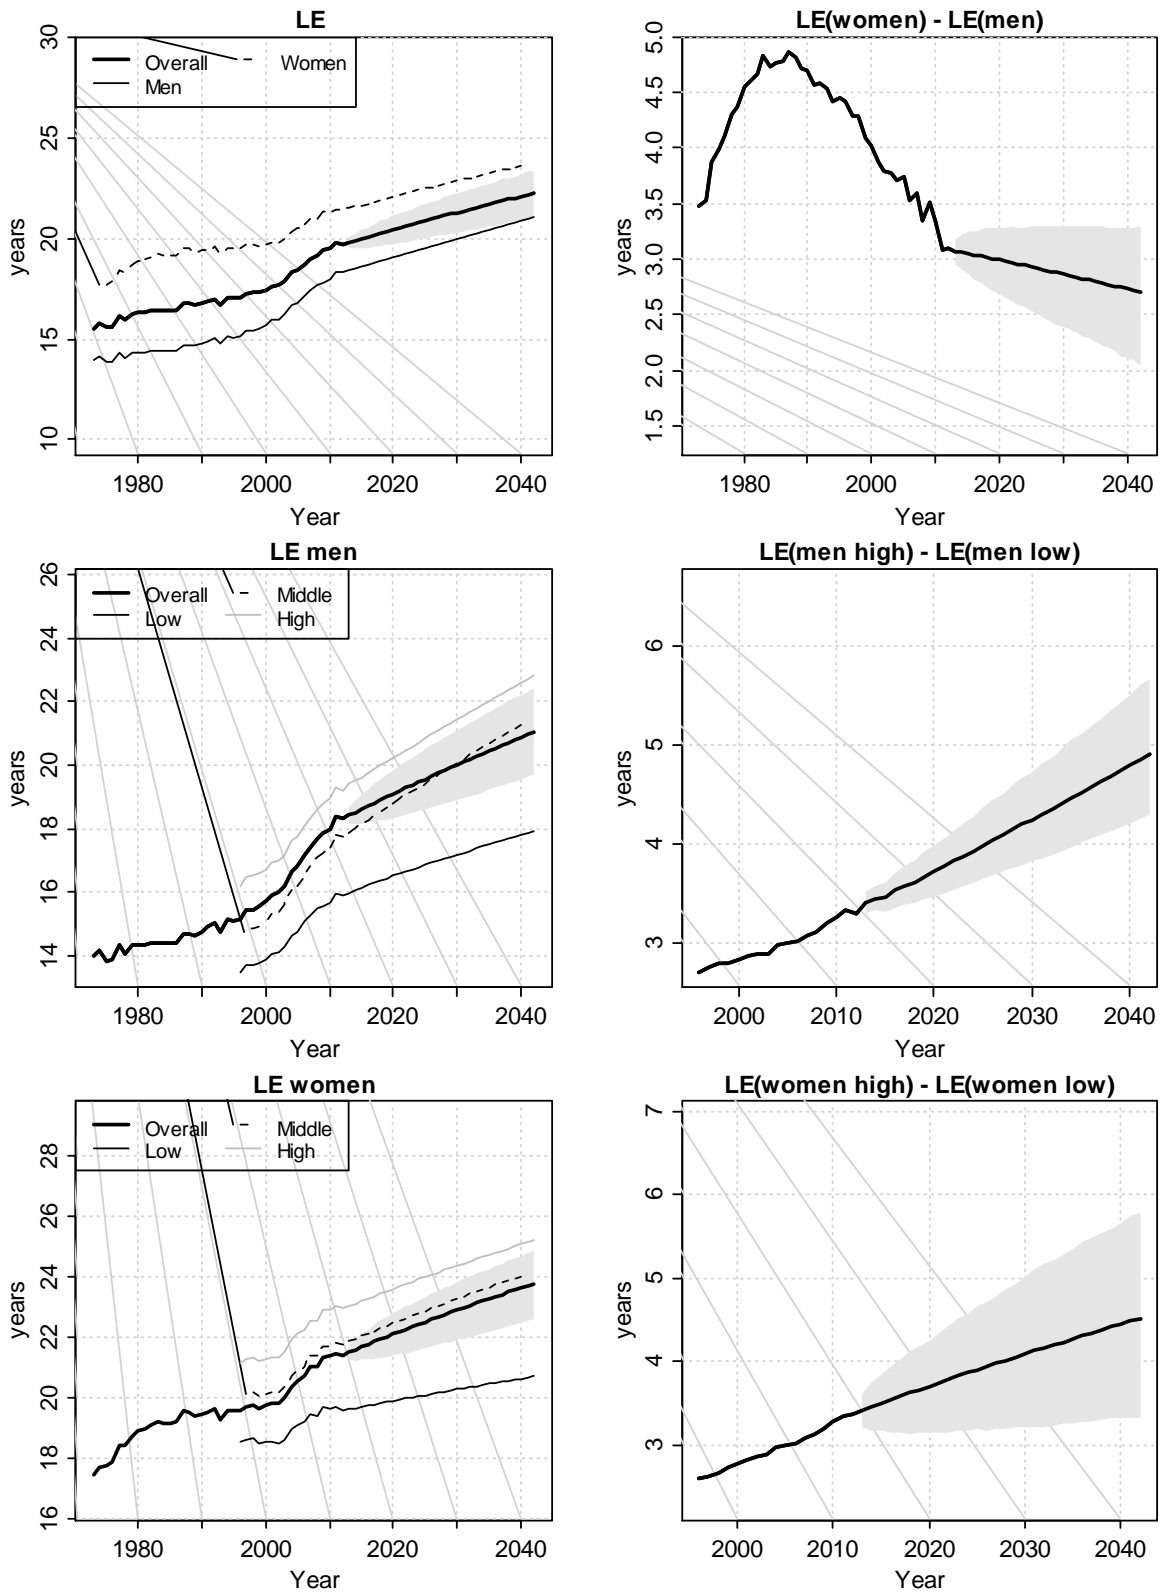 LE
30
25
20
15
10
years
Overall
Women
Men
1980 2000 2020 2040
Year
LE(women) - LE(men)
5.0
4.5
4.0
3.5
3.0
2.5
2.0
1.5
years
1980 2000 2020 2040
Year
LE men
26
24
22
20
18
16
14
years
Overall
Middle
Low
High
1980 2000 2020 2040
Year
LE(men high) - LE(men low)
6
5
4
3
years
2000 2010 2020 2030 2040
Year
LE women
28
26
24
22
20
18
16
years
Overall
Middle
Low
High
1980 2000 2020 2040
Year
LE(women high) - LE(women low)
7
6
5
4
3
years
2000 2010 2020 2030 2040
Year